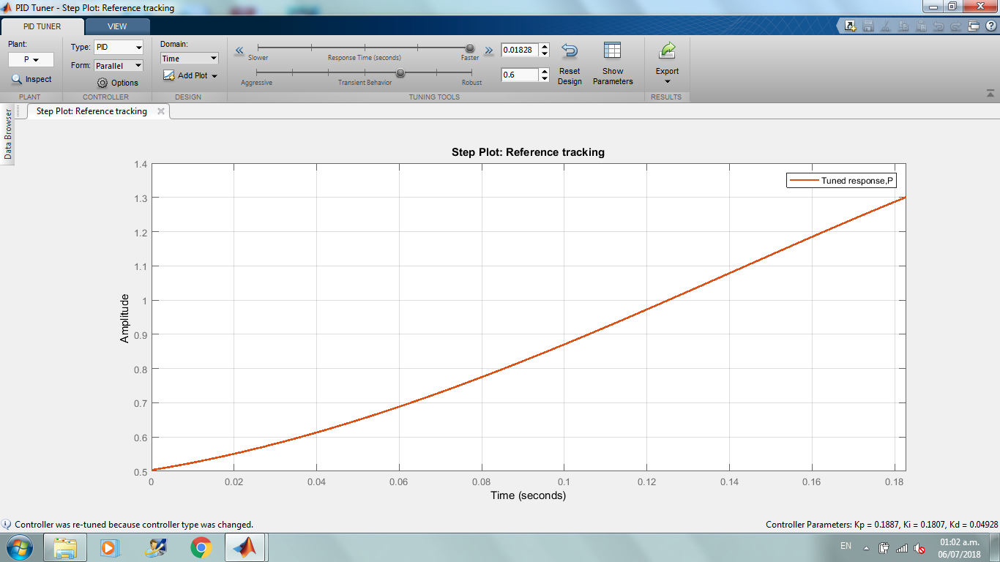 PID Tuner - Step Plot: Reference tracking
PID TUNER
VIEW
Plant:
P
Inspect
PLANT
Type: PID
Form: Parallel
Options
CONTROLLER
Domain:
Time
Add Plot
DESIGN
Slower Response Time (seconds) Faster
0.01828
Aggressive Transient Behavior Robust
0.6
Reset
Design
Show
Parameters
TUNING TOOLS
Export
RESULTS
Data Browser
Step Plot: Reference tracking
Step Plot: Reference tracking
Tuned response,P
1.4
1.3
1.2
1.1
1
0.9
0.8
0.7
0.6
0.5
Amplitude
0 0.02 0.04 0.06 0.08 0.1 0.12 0.14 0.16 0.18
Time (seconds)
Controller was re-tuned because controller type was changed.
Controller Parameters: Kp = 0.1887, Ki = 0.1807, Kd = 0.04928
EN
01:02 a.m.
06/07/2018